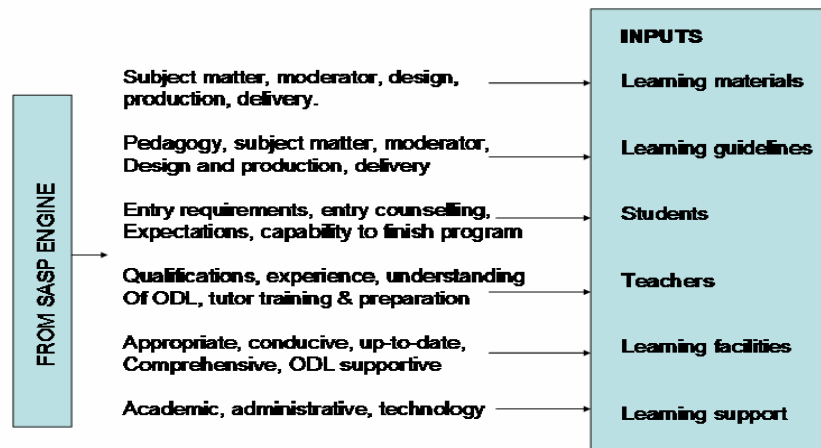 FROM SASP ENGINE
INPUTS
Subject matter, moderator, design,
production, delivery.
Learning materials
Pedagogy, subject matter, moderator,
Design and production, delivery
Learning guidelines
Entry requirements, entry counselling,
Expectations, capability to finish program
Students
Qualifications, experience, understanding
Of ODL, tutor training & preparation
Teachers
Appropriate, conducive, up-to-date,
Comprehensive, ODL supportive
Learning facilities
Academic, administrative, technology
Learning support